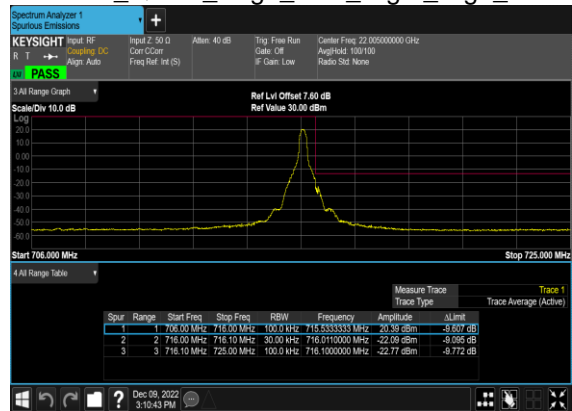 Spectrum Analyzer 1
Spurious Emissions
KEYSIGHT Input: RF Input Z: 50 Ω Atten: 40 dB Trig: Free Run Center Freq: 22.005000000 GHz
R T Coupling: DC Corr CCorr Gate: Off Avg|Hold: 100/100
Align: Auto Freq Ref: Int (S) IF Gain: Low Radio Std: None
PASS
3 All Range Graph
Ref Lvl Offset 7.60 dB
Scale/Div 10.0 dB Ref Value 30.00 dBm
Log
20.0
10.0
0.00
-10.0
-20.0
-30.0
-40.0
-50.0
-60.0
Start 706.000 MHz Stop 725.000 MHz
4 All Range Table
Measure Trace Trace 1
Trace Type Trace Average (Active)
Spur Range Start Freq Stop Freq RBW Frequency Amplitude ΔLimit
1 1 706.00 MHz 716.00 MHz 100.0 kHz 715.5333333 MHz 20.39 dBm -9.607 dB
2 2 716.00 MHz 716.10 MHz 30.00 kHz 716.0110000 MHz -22.09 dBm -9.095 dB
3 3 716.10 MHz 725.00 MHz 100.0 kHz 716.1000000 MHz -22.77 dBm -9.772 dB
Dec 09, 2022
3:10:43 PM